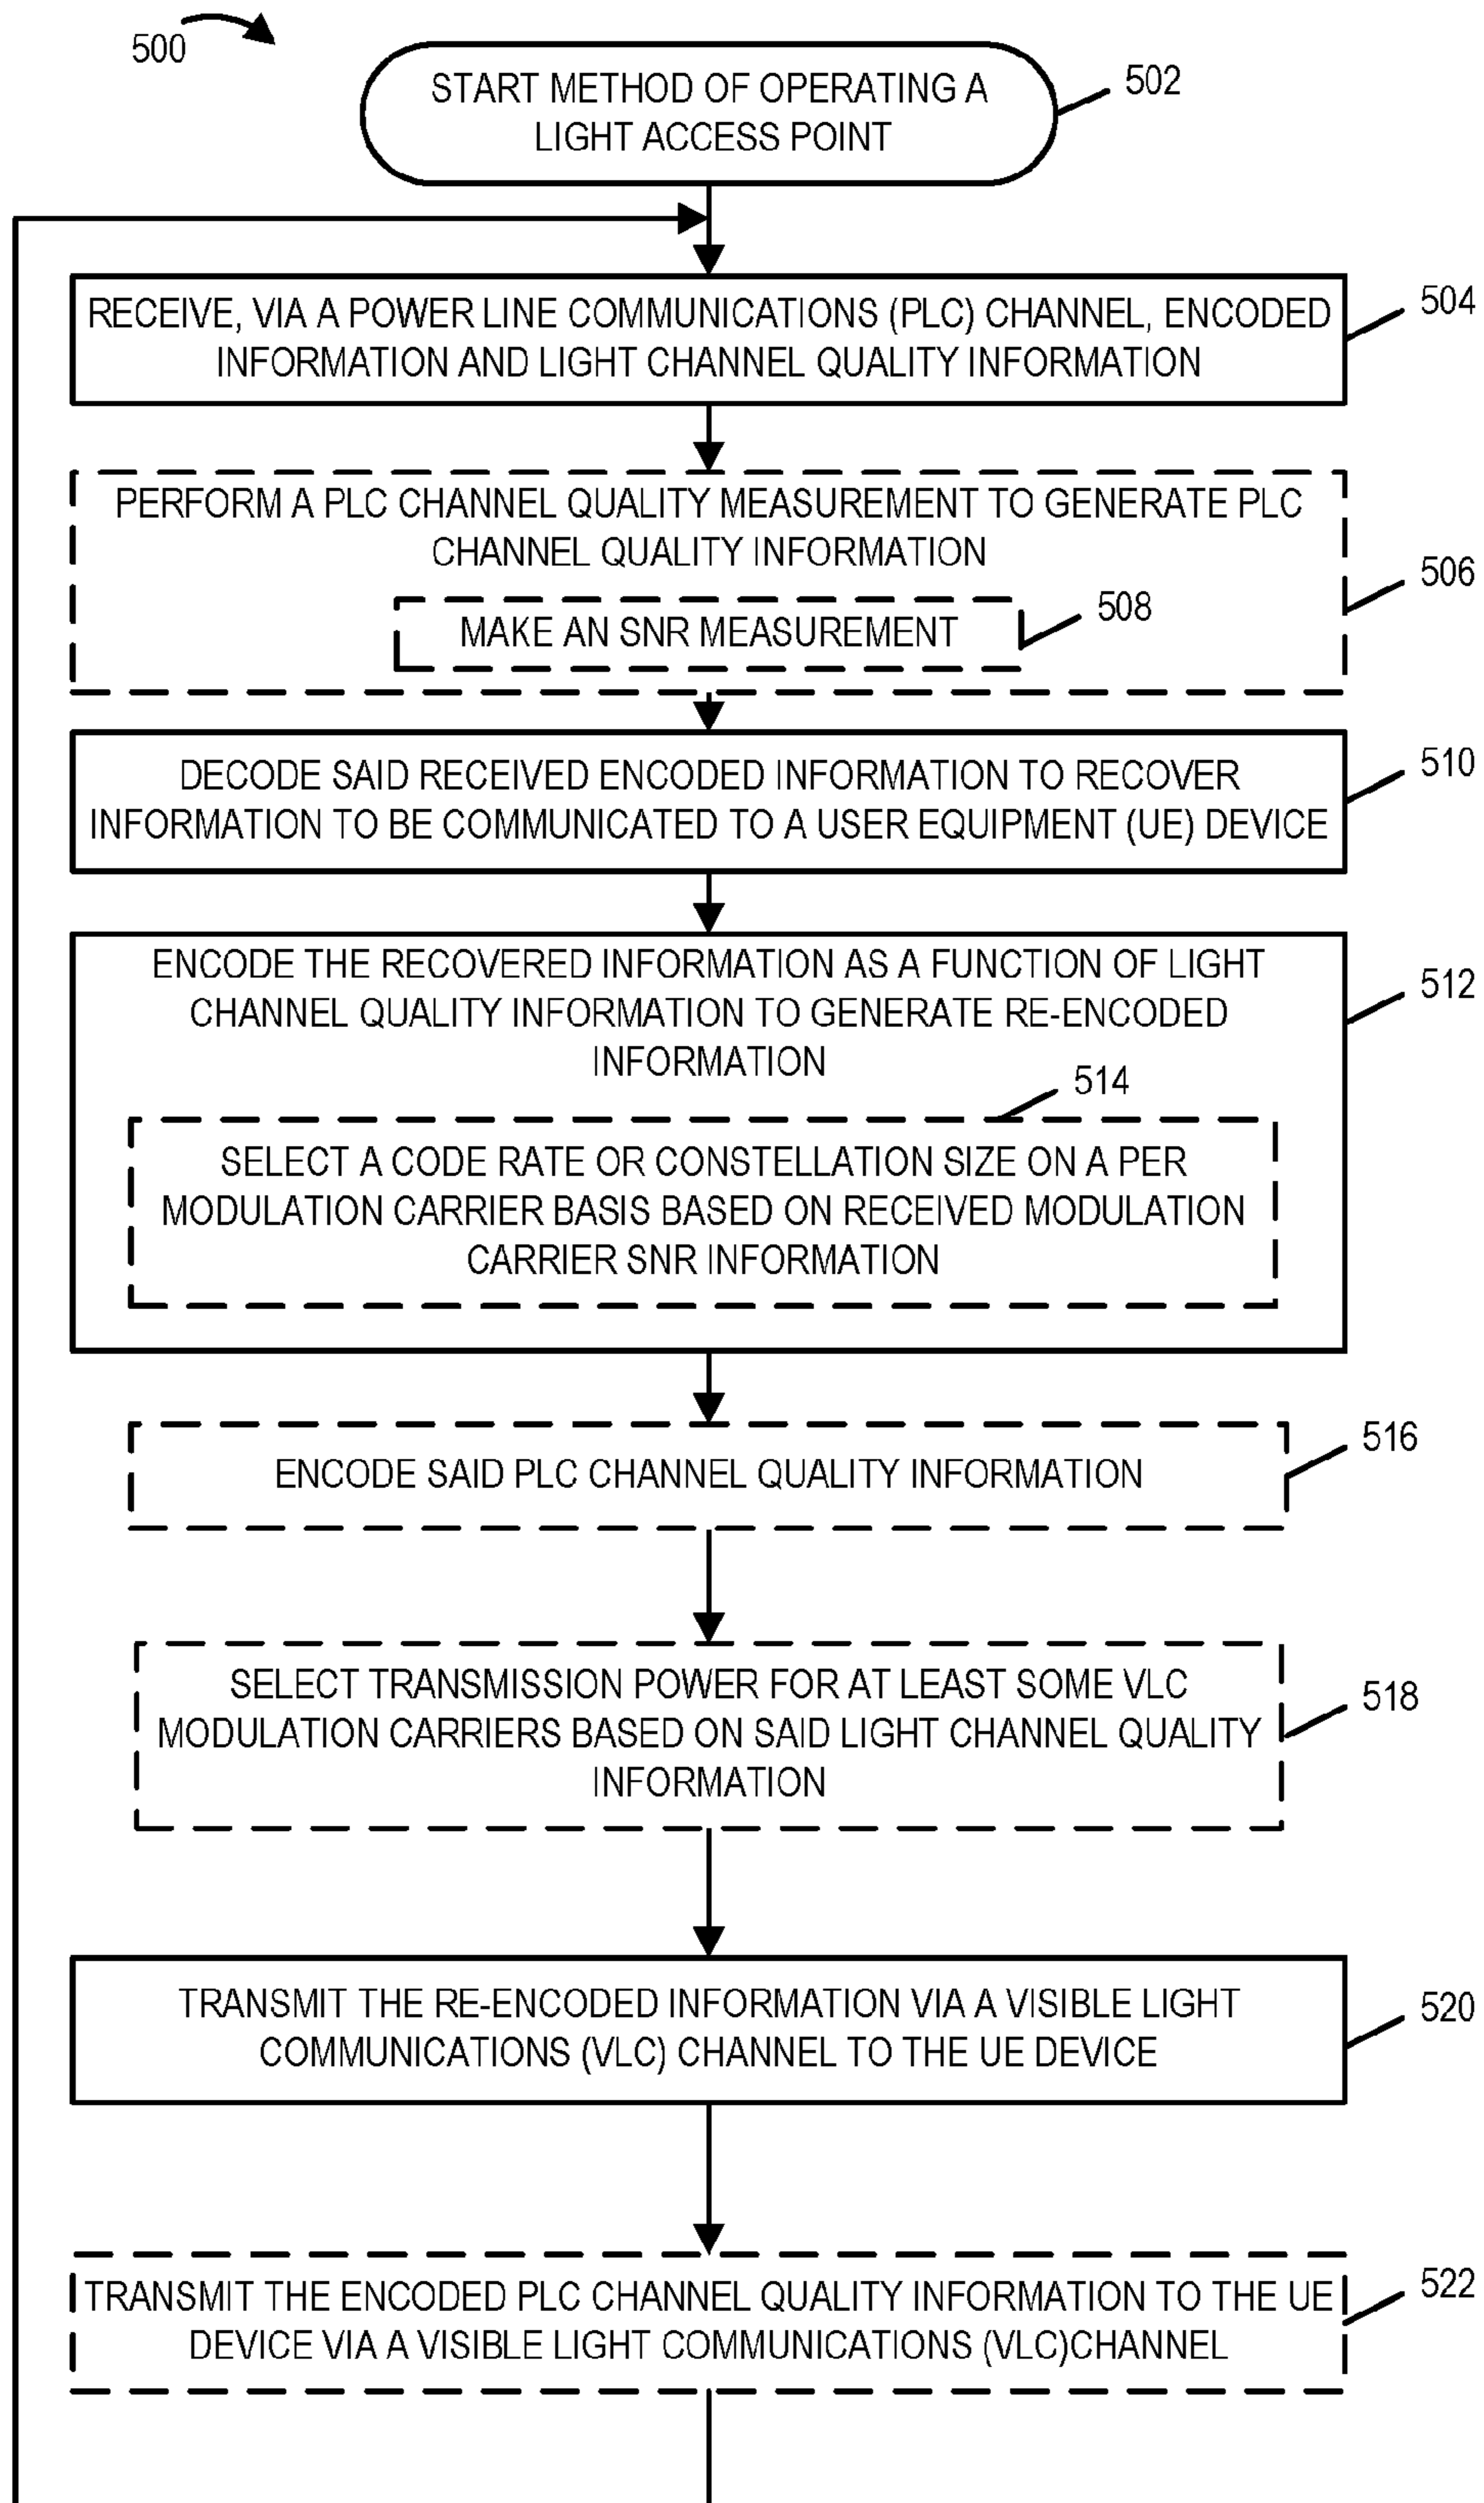 500
START METHOD OF OPERATING A
LIGHT ACCESS POINT
502
RECEIVE, VIA A POWER LINE COMMUNICATIONS (PLC) CHANNEL, ENCODED
INFORMATION AND LIGHT CHANNEL QUALITY INFORMATION
504
PERFORM A PLC CHANNEL QUALITY MEASUREMENT TO GENERATE PLC
CHANNEL QUALITY INFORMATION
506
MAKE AN SNR MEASUREMENT
508
DECODE SAID RECEIVED ENCODED INFORMATION TO RECOVER
INFORMATION TO BE COMMUNICATED TO A USER EQUIPMENT (UE) DEVICE
510
ENCODE THE RECOVERED INFORMATION AS A FUNCTION OF LIGHT
CHANNEL QUALITY INFORMATION TO GENERATE RE-ENCODED
INFORMATION
512
514
SELECT A CODE RATE OR CONSTELLATION SIZE ON A PER
MODULATION CARRIER BASIS BASED ON RECEIVED MODULATION
CARRIER SNR INFORMATION
ENCODE SAID PLC CHANNEL QUALITY INFORMATION
516
SELECT TRANSMISSION POWER FOR AT LEAST SOME VLC
MODULATION CARRIERS BASED ON SAID LIGHT CHANNEL QUALITY
INFORMATION
518
TRANSMIT THE RE-ENCODED INFORMATION VIA A VISIBLE LIGHT
COMMUNICATIONS (VLC) CHANNEL TO THE UE DEVICE
520
TRANSMIT THE ENCODED PLC CHANNEL QUALITY INFORMATION TO THE UE
DEVICE VIA A VISIBLE LIGHT COMMUNICATIONS (VLC)CHANNEL
522